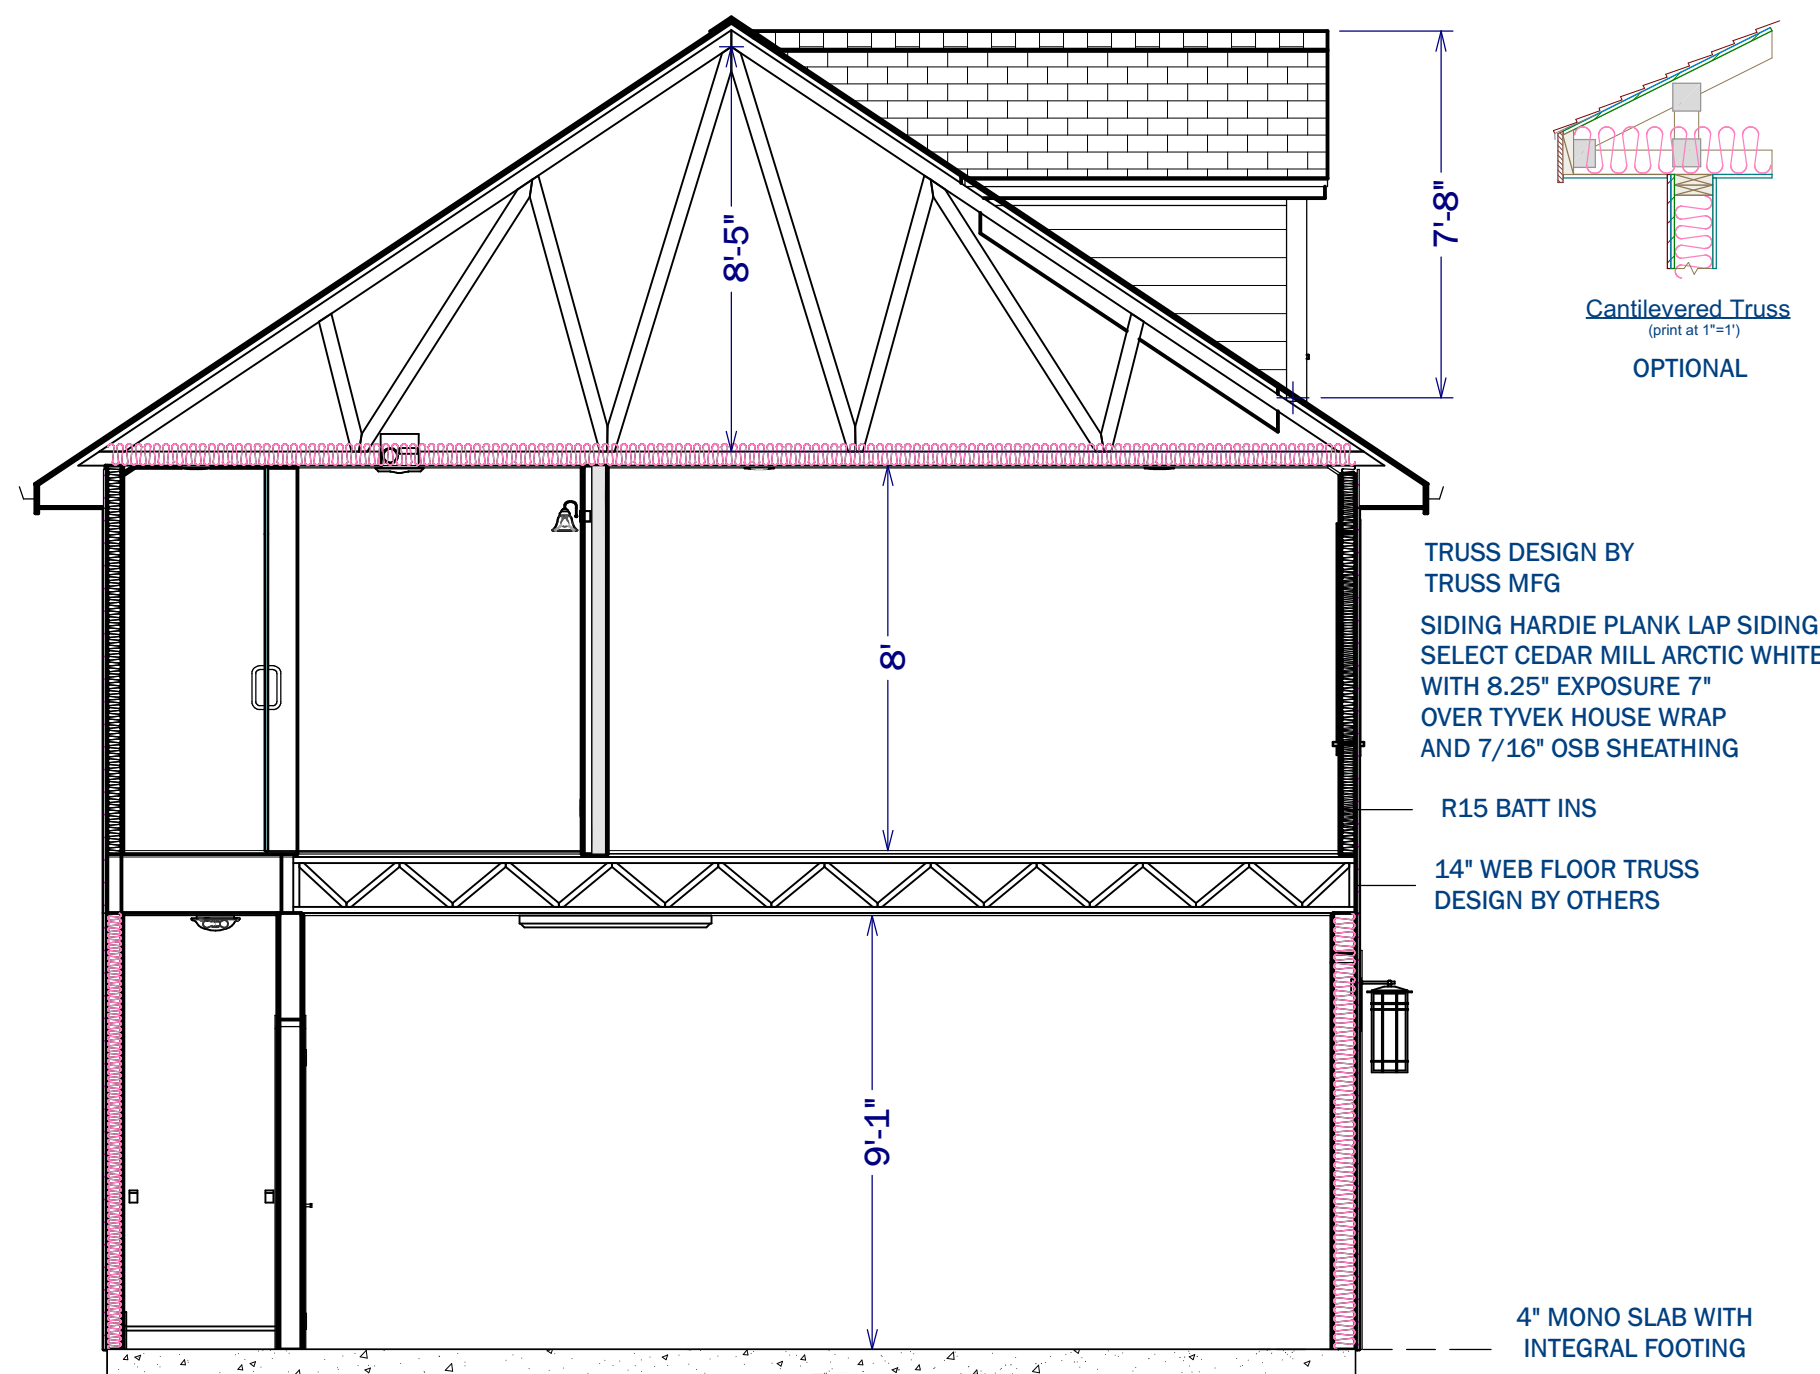 8'-5"
7'-8"
Cantilevered Truss
(print at 1"=1')
OPTIONAL
8'
TRUSS DESIGN BY
TRUSS MFG
SIDING HARDIE PLANK LAP SIDING
SELECT CEDAR MILL ARCTIC WHITE
WITH 8.25" EXPOSURE 7"
OVER TYVEK HOUSE WRAP
AND 7/16" OSB SHEATHING
R15 BATT INS
14" WEB FLOOR TRUSS
DESIGN BY OTHERS
9'-1"
4" MONO SLAB WITH
INTEGRAL FOOTING